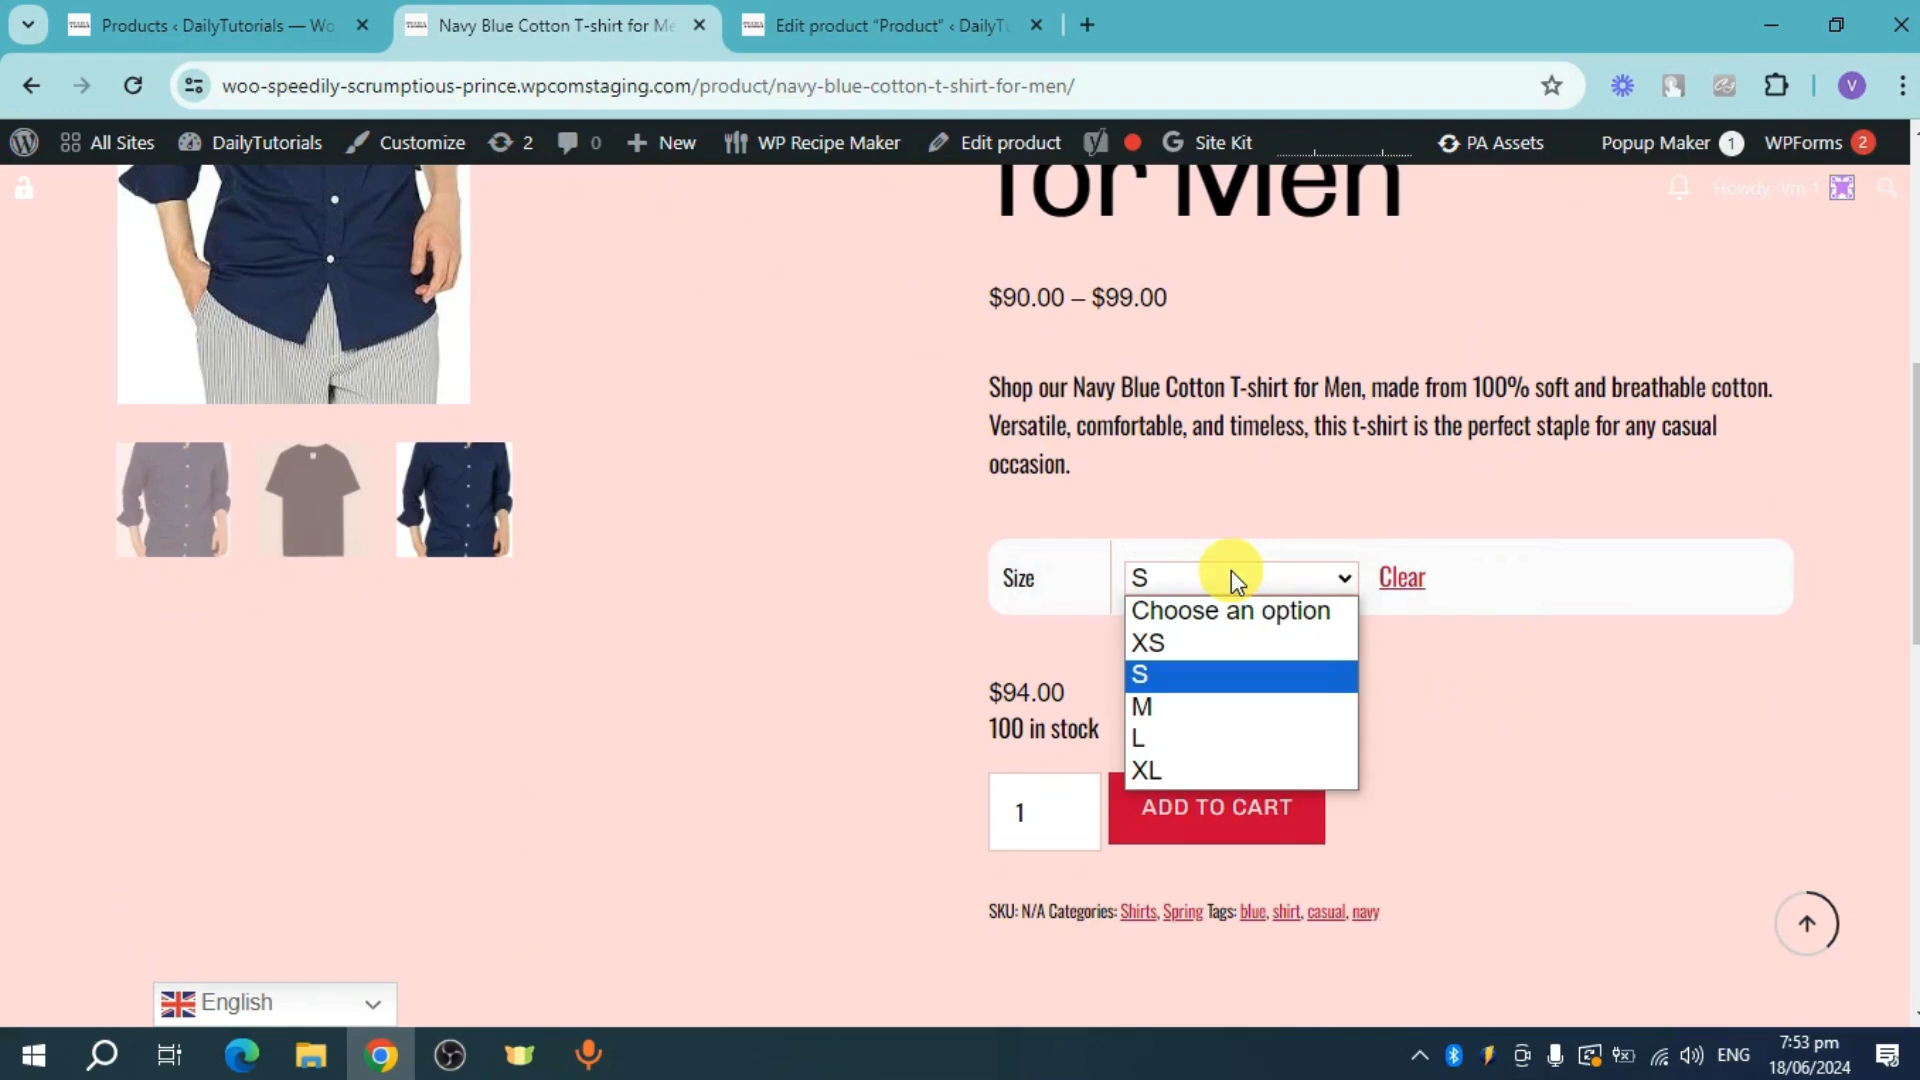 Products ‹ DailyTutorials — Wo
Navy Blue Cotton T-shirt for Me
Edit product “Product” ‹ DailyTu
woo-speedily-scrumptious-prince.wpcomstaging.com/product/navy-blue-cotton-t-shirt-for-men/
V
All Sites
DailyTutorials
Customize
2
0
New
WP Recipe Maker
Edit product
Site Kit
PA Assets
Popup Maker 1
WPForms 2
Howdy, Vm 1
for Men
$90.00 – $99.00
Shop our Navy Blue Cotton T-shirt for Men, made from 100% soft and breathable cotton.
Versatile, comfortable, and timeless, this t-shirt is the perfect staple for any casual
occasion.
Size
S
Clear
Choose an option
XS
S
M
L
XL
$94.00
100 in stock
1
ADD TO CART
SKU: N/A Categories: Shirts, Spring Tags: blue, shirt, casual, navy
English
ENG
7:53 pm
18/06/2024